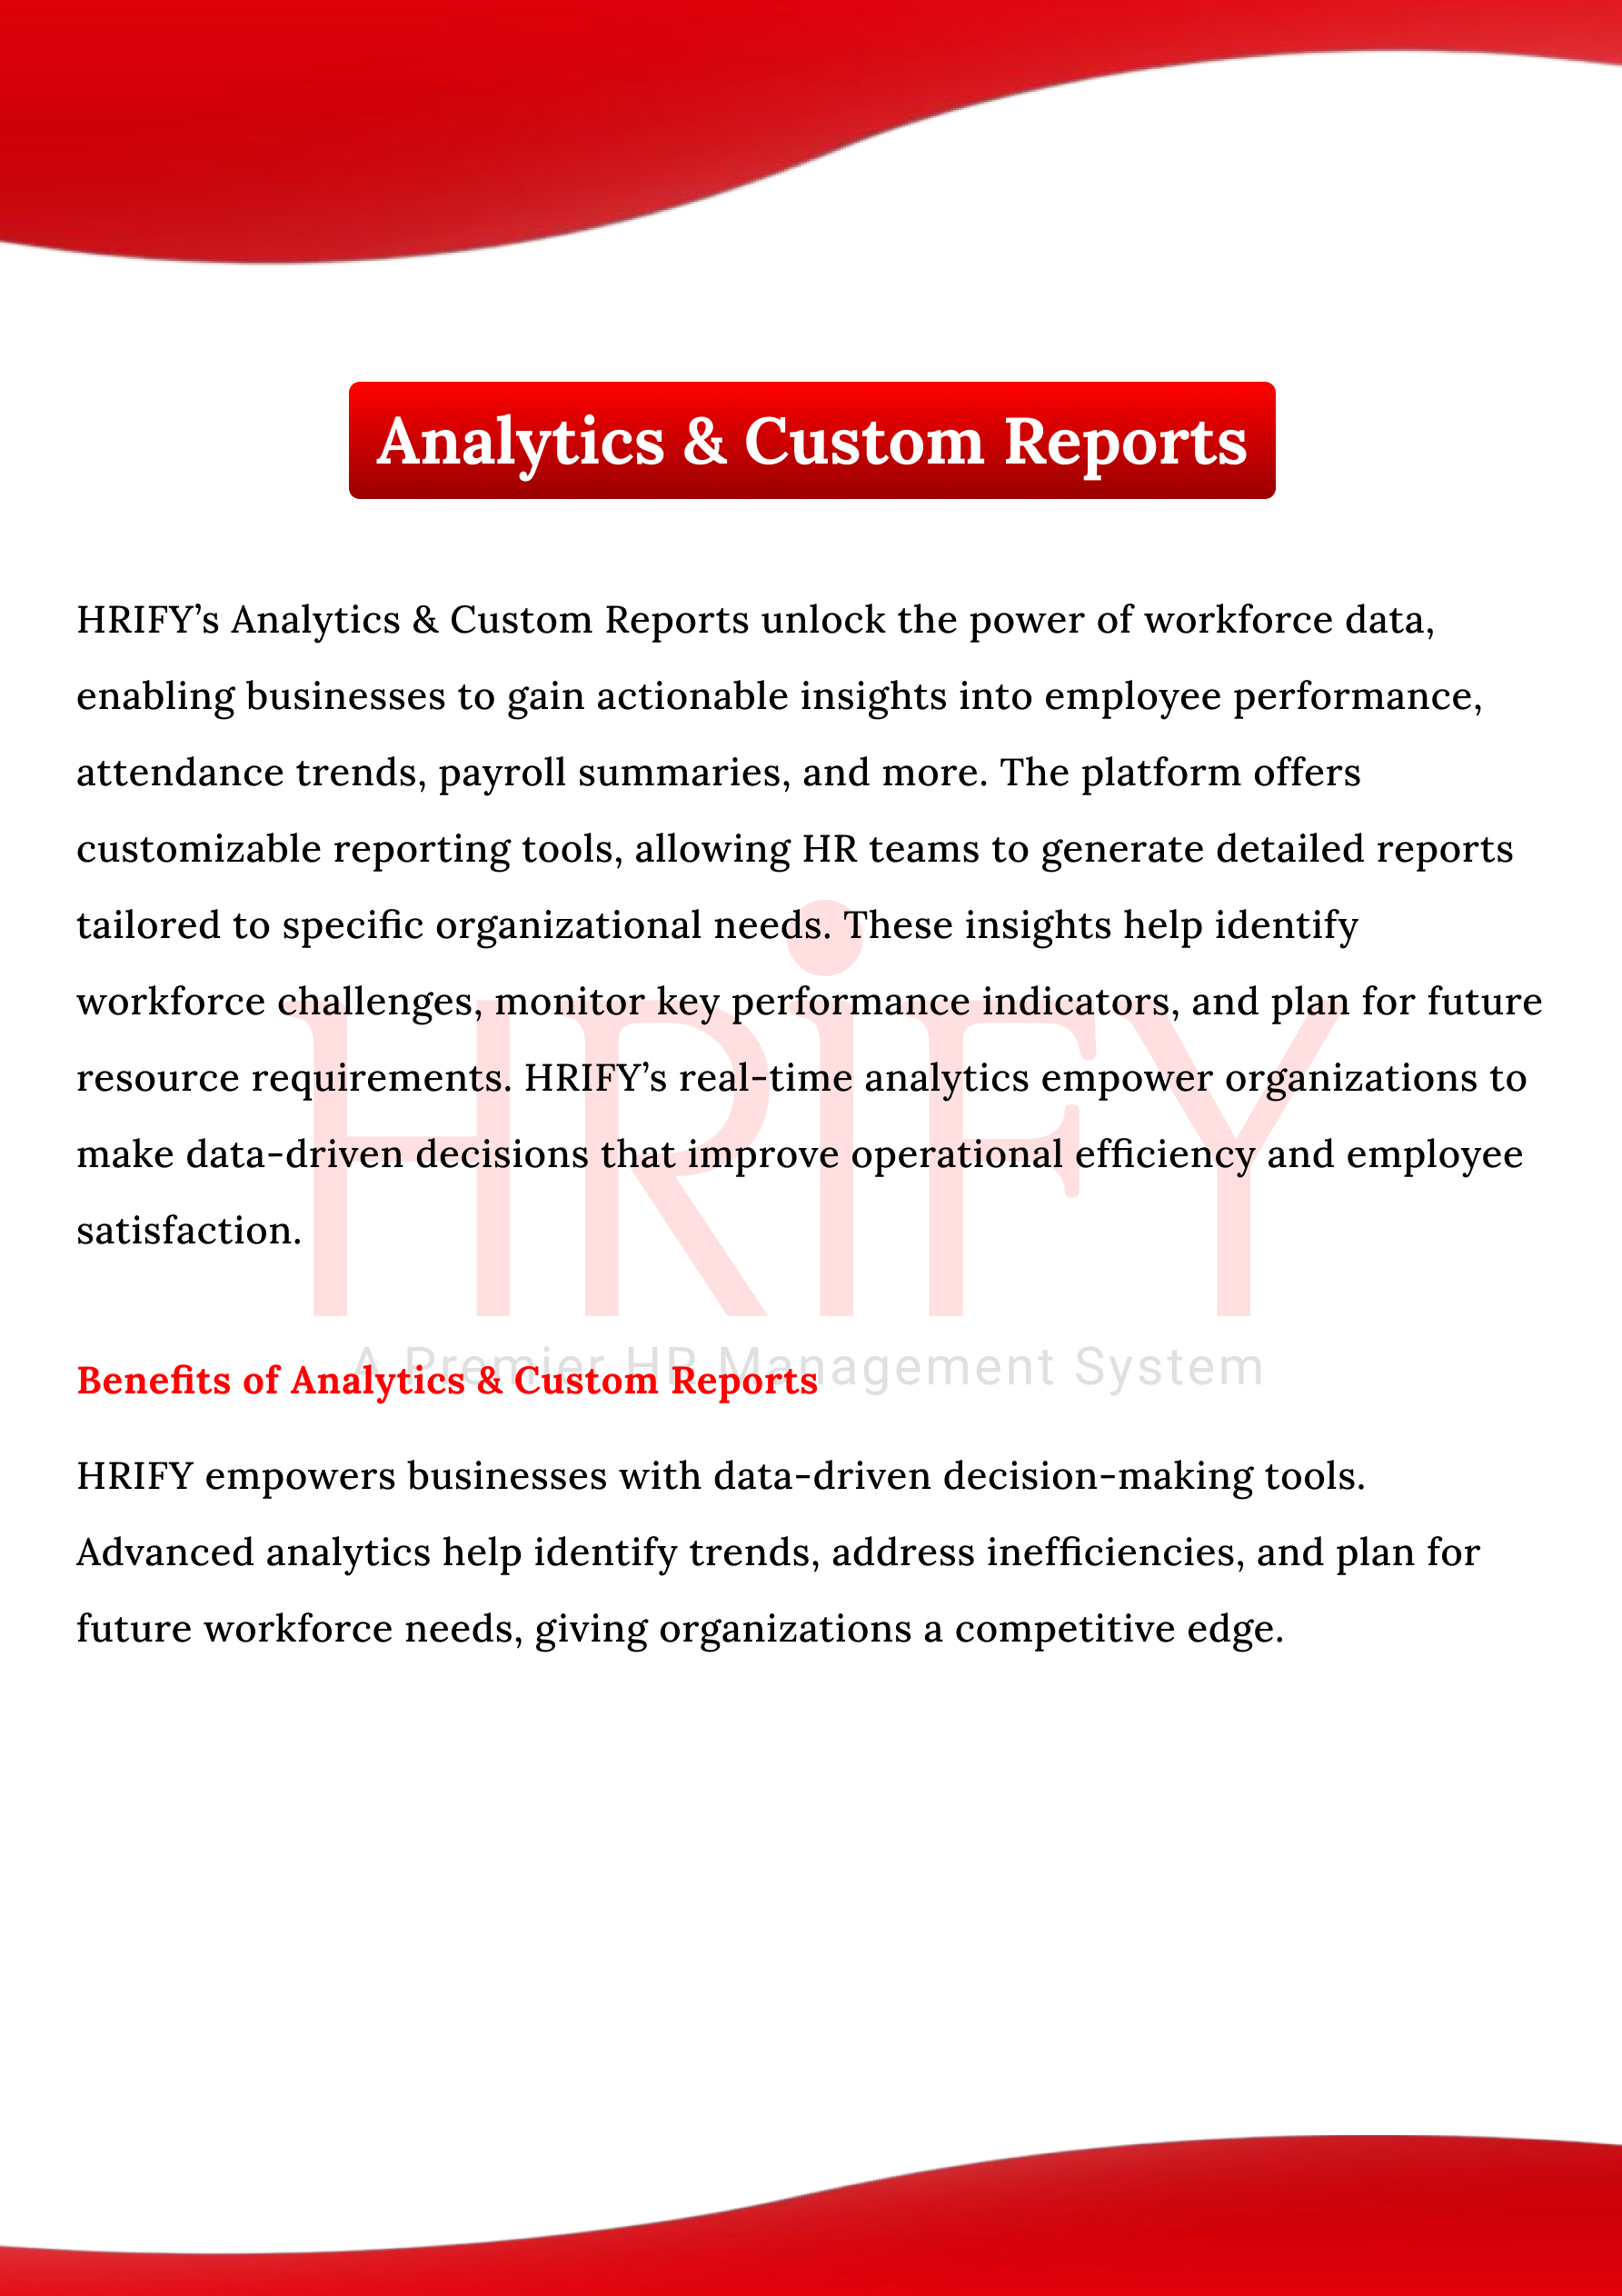 Analytics & Custom Reports
HRIFY’s Analytics & Custom Reports unlock the power of workforce data,
enabling businesses to gain actionable insights into employee performance,
attendance trends, payroll summaries, and more. The platform offers
customizable reporting tools, allowing HR teams to generate detailed reports
tailored to specific organizational needs. These insights help identify
workforce challenges, monitor key performance indicators, and plan for future
resource requirements. HRIFY’s real-time analytics empower organizations to
make data-driven decisions that improve operational efficiency and employee
satisfaction.
HRiFY
A Premier HR Management System
Benefits of Analytics & Custom Reports
HRIFY empowers businesses with data-driven decision-making tools.
Advanced analytics help identify trends, address inefficiencies, and plan for
future workforce needs, giving organizations a competitive edge.